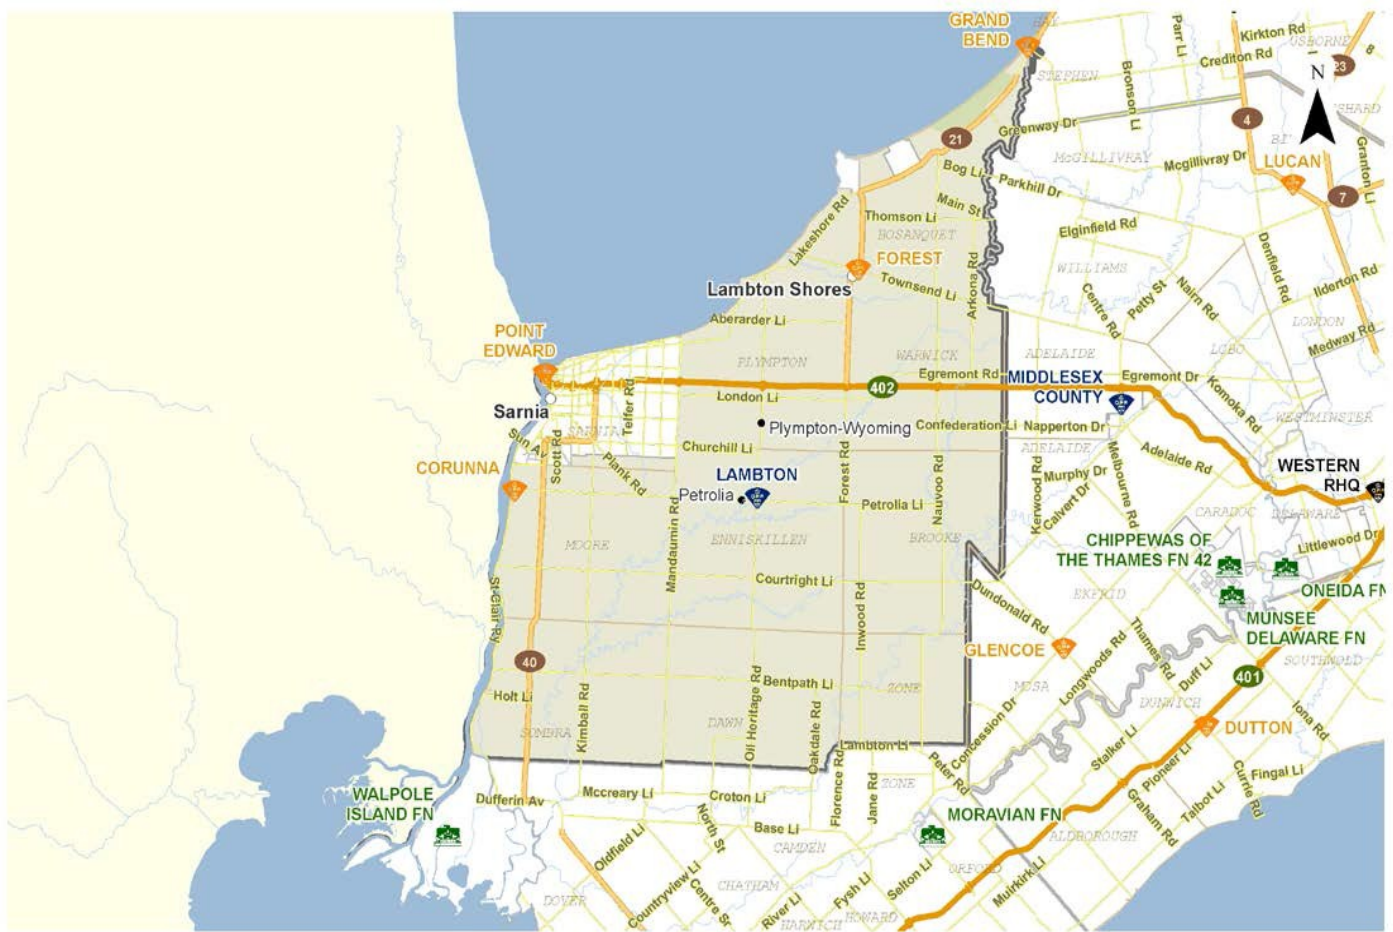 GRAND
BEND
BAY
Parr Li
Kirkton Rd
USBORNE
Crediton Rd
N
23
8
STEPHEN
Bronson Li
4
21
Greenway Dr
McGILLIVRAY
Mcgillivray Dr
LUCAN
Granton Li
Bog Li
Parkhill Dr
7
Main St
Lakeshore Rd
Thomson Li
BOSANQUET
Elginfield Rd
Denfield Rd
FOREST
WILLIAMS
Ilderton Rd
Lambton Shores
Townsend Li
Arkona Rd
Centre Rd
Petty St
Nairn Rd
Aberarder Li
LONDON
Medway Rd
POINT
EDWARD
PLYMPTON
WARWICK
ADELAIDE
LOBO
Egremont Rd
MIDDLESEX
COUNTY
Egremont Dr
402
Komoka Rd
Telfer Rd
London Li
Sarnia
WESTMINSTER
Plympton-Wyoming
Confederation Li
Napperton Dr
SARNIA
Sun Av
Scott Rd
Churchill Li
ADELAIDE
Adelaide Rd
CORUNNA
Plank Rd
LAMBTON
Petrolia
Forest Rd
Nauvoo Rd
Kerwood Rd
Murphy Dr
Calvert Dr
Melbourne Rd
WESTERN
RHQ
Petrolia Li
CARADOC
DELAWARE
Mandaumin Rd
MOORE
ENNISKILLEN
BROOKE
CHIPPEWAS OF
THE THAMES FN 42
Littlewood Dr
St Clair Py
Courtright Li
Dundonald Rd
EKFRID
ONEIDA FN
Inwood Rd
MUNSEE
DELAWARE FN
GLENCOE
Longwoods Rd
Thames Rd
SOUTHWOLD
40
Duff Li
401
Bentpath Li
ZONE
MOSA
DUNWICH
Holt Li
Kimball Rd
Oil Heritage Rd
Oakdale Rd
SOMBRA
DAWN
Concession Dr
Iona Rd
DUTTON
Lambton Li
Peter Rd
Stalker Li
Pioneer Li
Florence Rd
Jane Rd
ZONE
Currie Rd
Fingal Li
WALPOLE
ISLAND FN
Dufferin Av
Mccreary Li
Croton Li
Graham Rd
Talbot Li
North St
Base Li
MORAVIAN FN
ALDBOROUGH
Oldfield Li
CAMDEN
Countryview Li
Centre St
CHATHAM
Fysh Li
Selton Li
ORFORD
Muirkirk Li
DOVER
River Li
HARWICH
HOWARD